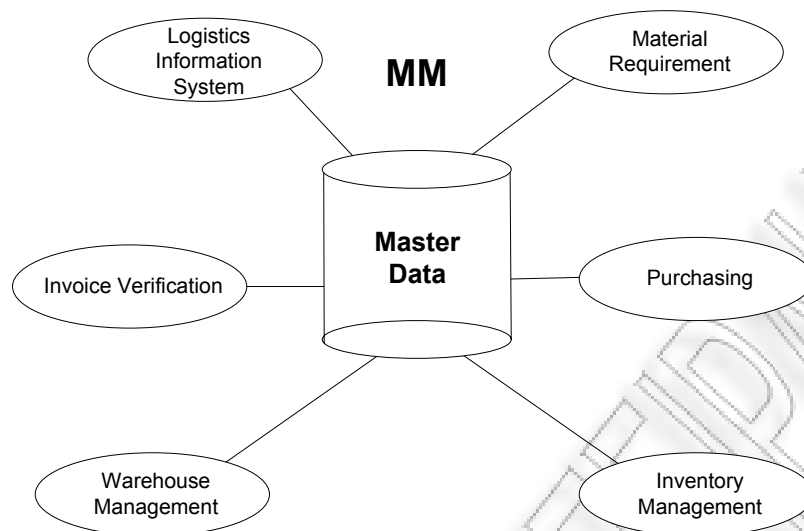 Logistics
Information
System
MM
Material
Requirement
Master
Data
Invoice Verification
Purchasing
Warehouse
Management
Inventory
Management